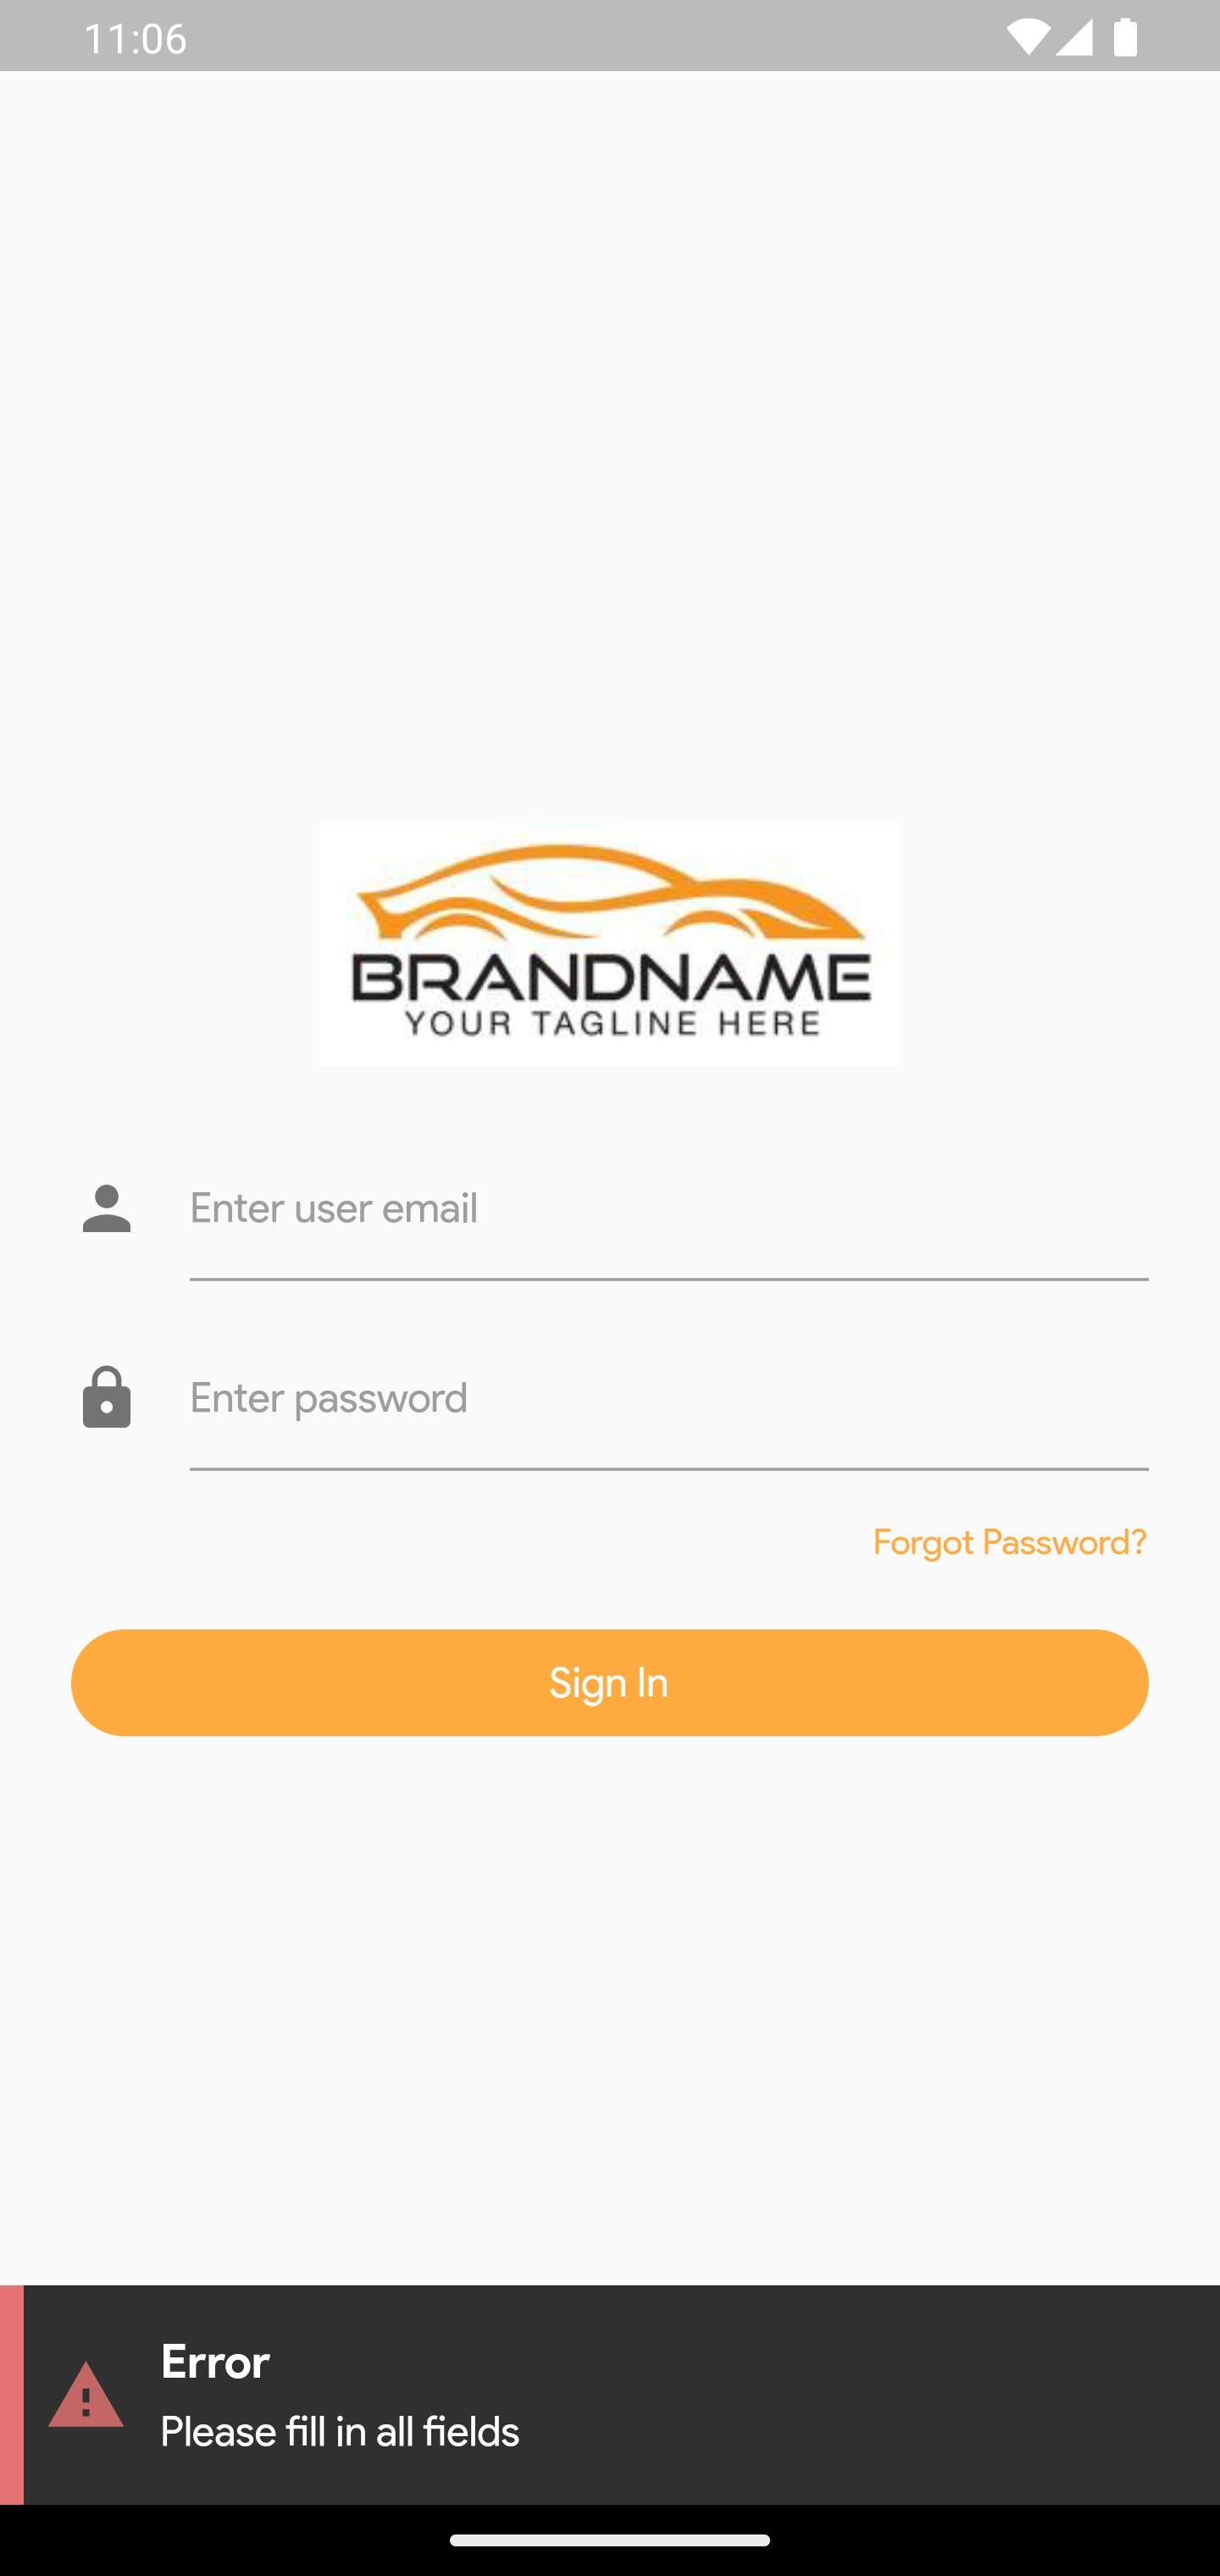 11:06
BRANDNAME
YOUR TAGLINE HERE
Enter user email
Enter password
Forgot Password?
Sign In
Error
Please fill in all fields